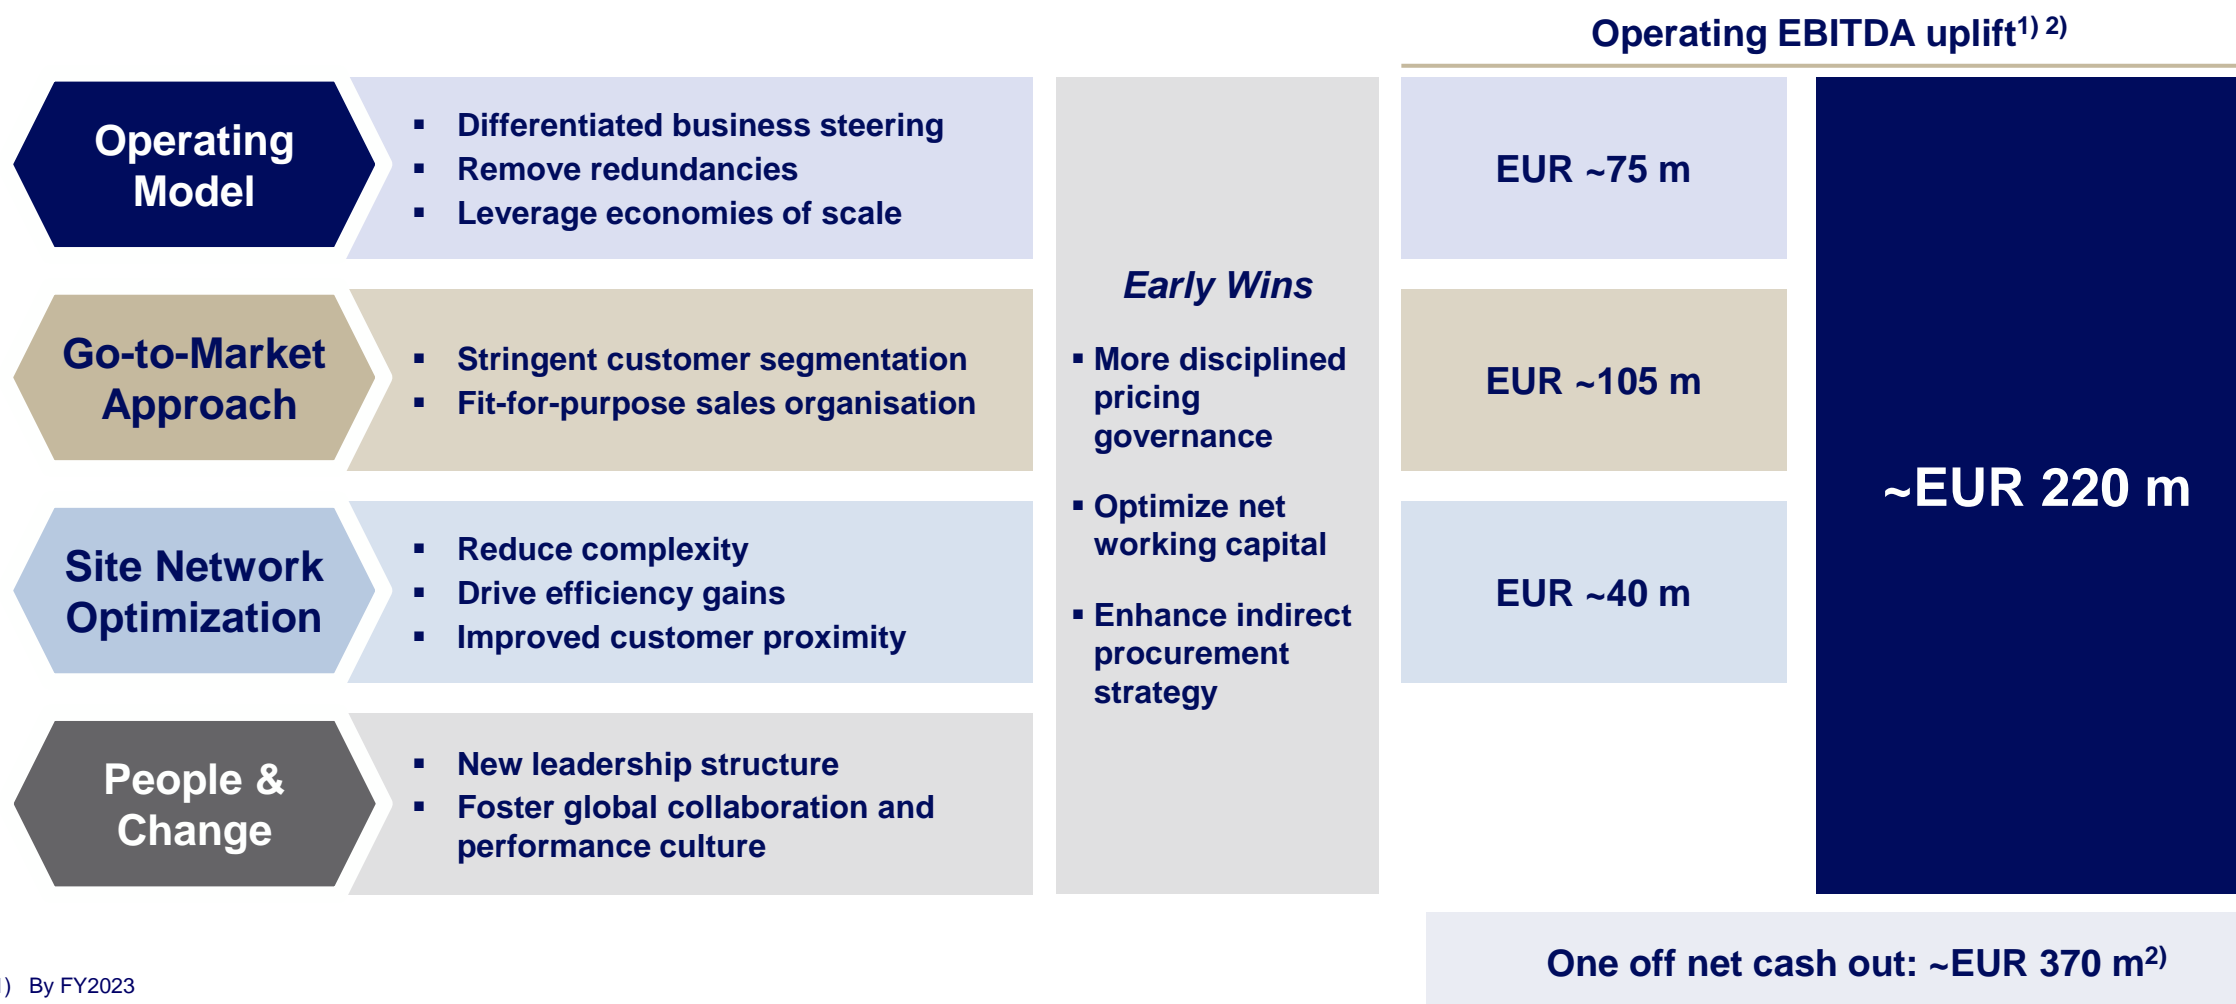 Operating EBITDA uplift1) 2)
Operating
Model
▪ Differentiated business steering
▪ Remove redundancies
▪ Leverage economies of scale
EUR ~75 m
Go-to-Market
Approach
▪ Stringent customer segmentation
▪ Fit-for-purpose sales organisation
EUR ~105 m
Site Network
Optimization
▪ Reduce complexity
▪ Drive efficiency gains
▪ Improved customer proximity
EUR ~40 m
People &
Change
▪ New leadership structure
▪ Foster global collaboration and
performance culture
Early Wins
▪ More disciplined
pricing
governance
▪ Optimize net
working capital
▪ Enhance indirect
procurement
strategy
~EUR 220 m
One off net cash out: ~EUR 370 m2)
1) By FY2023